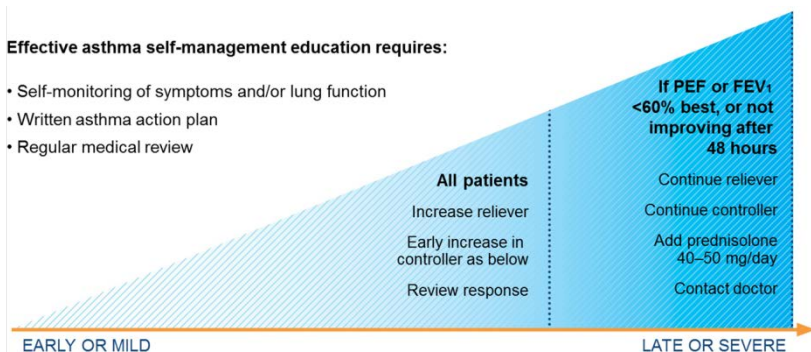 Effective asthma self-management education requires:
• Self-monitoring of symptoms and/or lung function
• Written asthma action plan
• Regular medical review
All patients
Increase reliever
Early increase in
controller as below
Review response
If PEF or FEV₁
<60% best, or not
improving after
48 hours
Continue reliever
Continue controller
Add prednisolone
40–50 mg/day
Contact doctor
EARLY OR MILD
LATE OR SEVERE